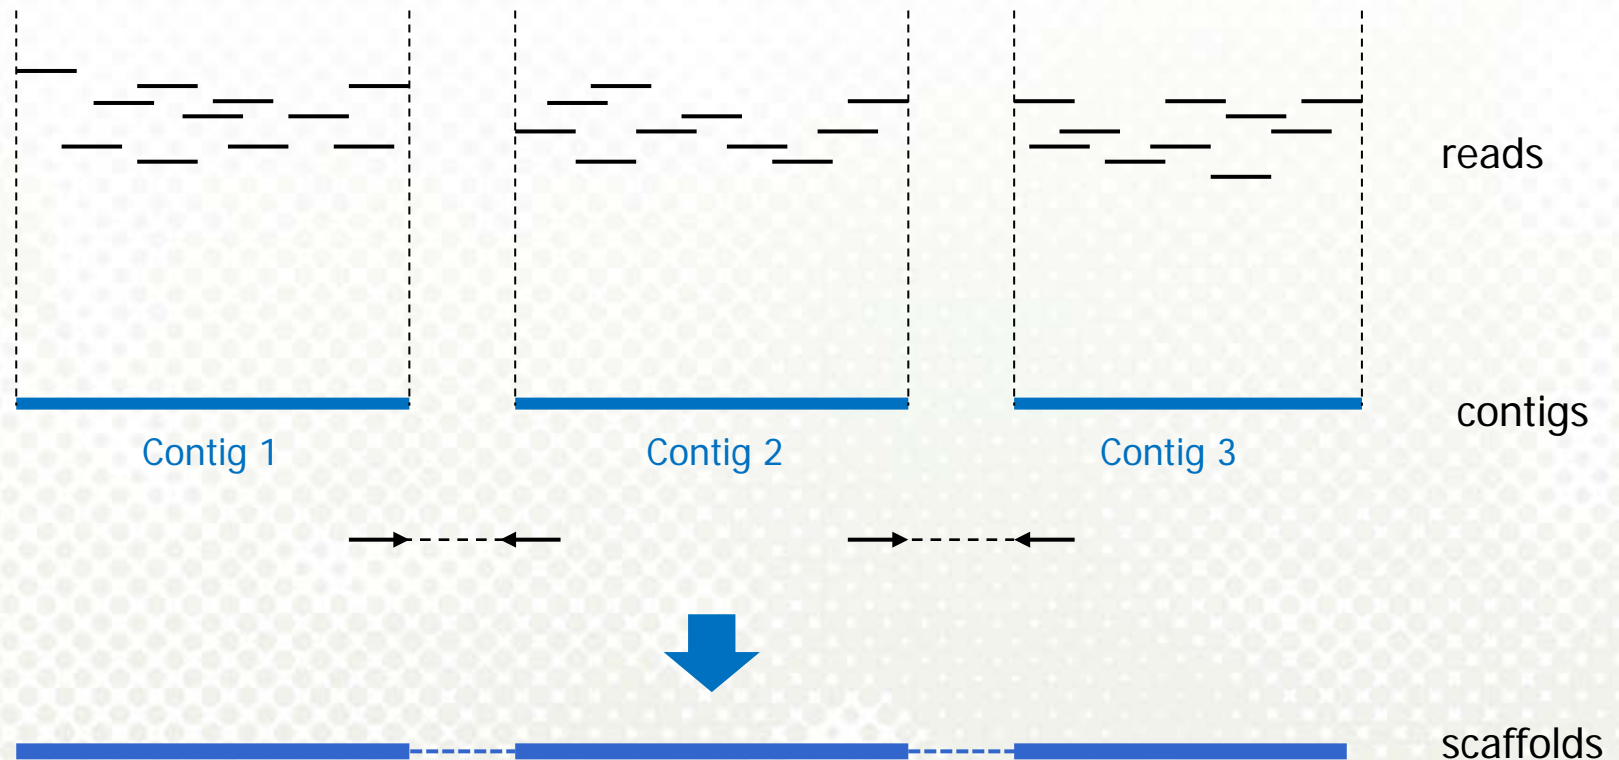 reads
contigs
Contig 1
Contig 2
Contig 3
scaffolds